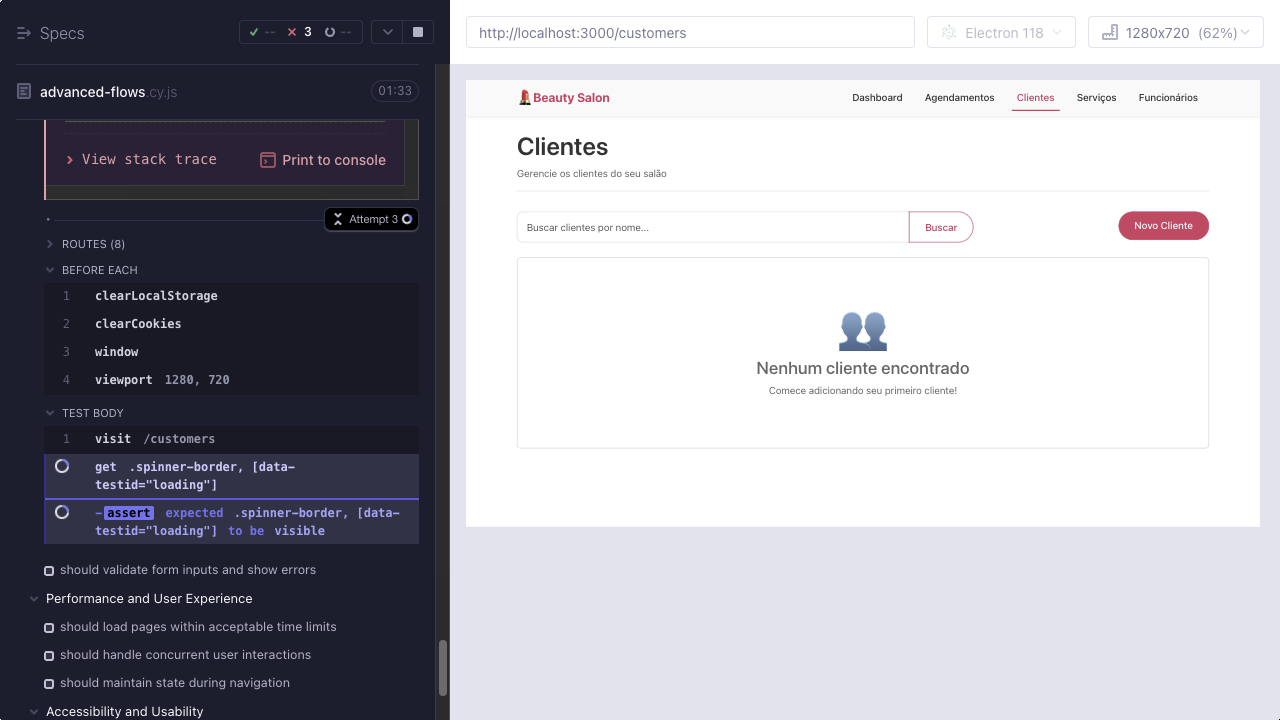 Specs
-- 3 --
advanced-flows.cy.js 01:33
View stack trace Print to console
Attempt 3
ROUTES (8)
BEFORE EACH
1 clearLocalStorage
2 clearCookies
3 window
4 viewport 1280, 720
TEST BODY
1 visit /customers
get .spinner-border, [data-
testid="loading"]
-assert expected .spinner-border, [data-
testid="loading"] to be visible
should validate form inputs and show errors
Performance and User Experience
should load pages within acceptable time limits
should handle concurrent user interactions
should maintain state during navigation
Accessibility and Usability
http://localhost:3000/customers Electron 118 1280x720 (62%)
Beauty Salon Dashboard Agendamentos Clientes Serviços Funcionários
Clientes
Gerencie os clientes do seu salão
Buscar clientes por nome... Buscar Novo Cliente
Nenhum cliente encontrado
Comece adicionando seu primeiro cliente!